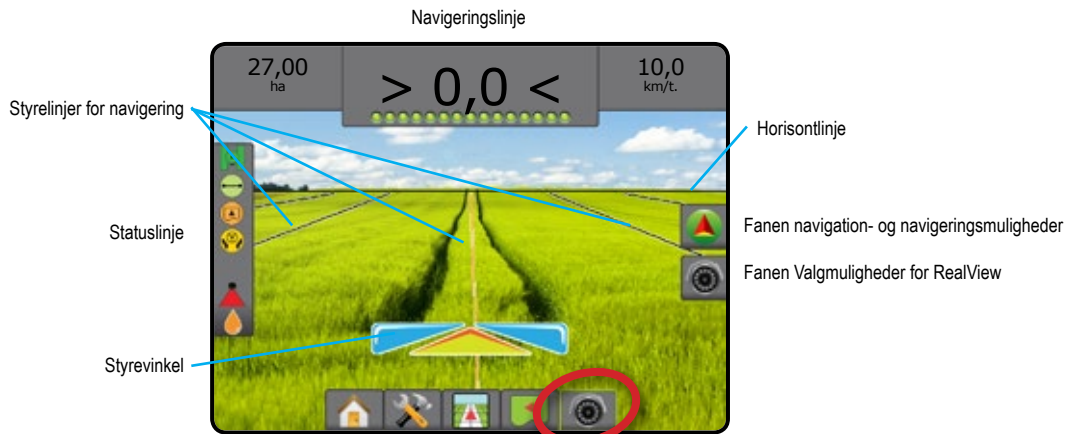 Navigeringslinje
27,00
ha
> 0,0 <
10,0
km/t.
Styrelinjer for navigering
Horisontlinje
Statuslinje
Fanen navigation- og navigeringsmuligheder
Fanen Valgmuligheder for RealView
Styrevinkel